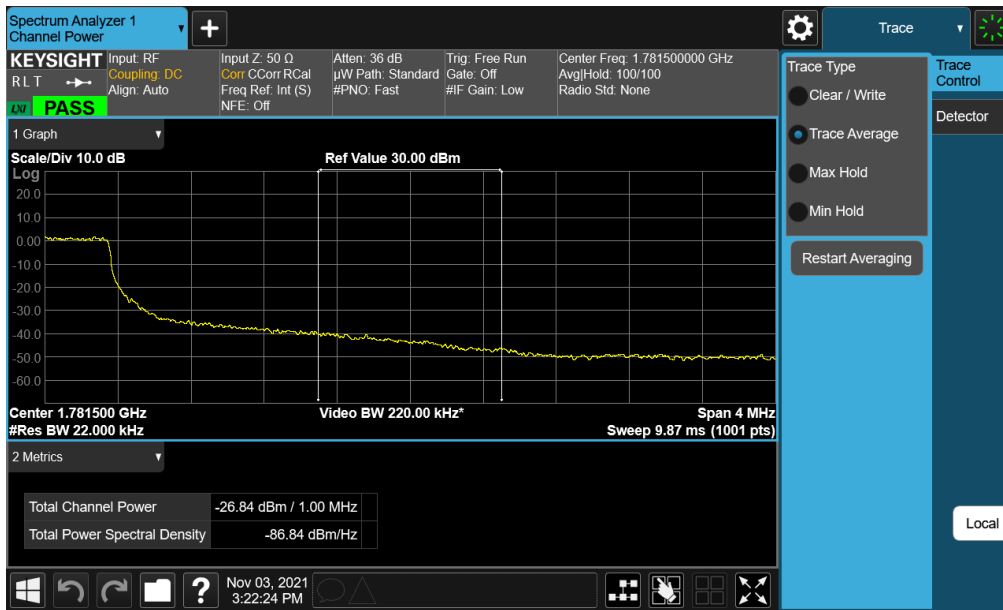 Spectrum Analyzer 1
Channel Power
Trace
KEYSIGHT
RLT
LXI PASS
Input: RF
Coupling: DC
Align: Auto
Input Z: 50 Ω
Corr CCorr RCal
Freq Ref: Int (S)
NFE: Off
Atten: 36 dB
µW Path: Standard
#PNO: Fast
Trig: Free Run
Gate: Off
#IF Gain: Low
Center Freq: 1.781500000 GHz
Avg|Hold: 100/100
Radio Std: None
Trace Type
Clear / Write
Trace Average
Max Hold
Min Hold
Restart Averaging
Trace
Control
Detector
Local
1 Graph
Scale/Div 10.0 dB
Ref Value 30.00 dBm
Log
20.0
10.0
0.00
-10.0
-20.0
-30.0
-40.0
-50.0
-60.0
Center 1.781500 GHz
Video BW 220.00 kHz*
Span 4 MHz
#Res BW 22.000 kHz
Sweep 9.87 ms (1001 pts)
2 Metrics
Total Channel Power -26.84 dBm / 1.00 MHz
Total Power Spectral Density -86.84 dBm/Hz
?
Nov 03, 2021
3:22:24 PM